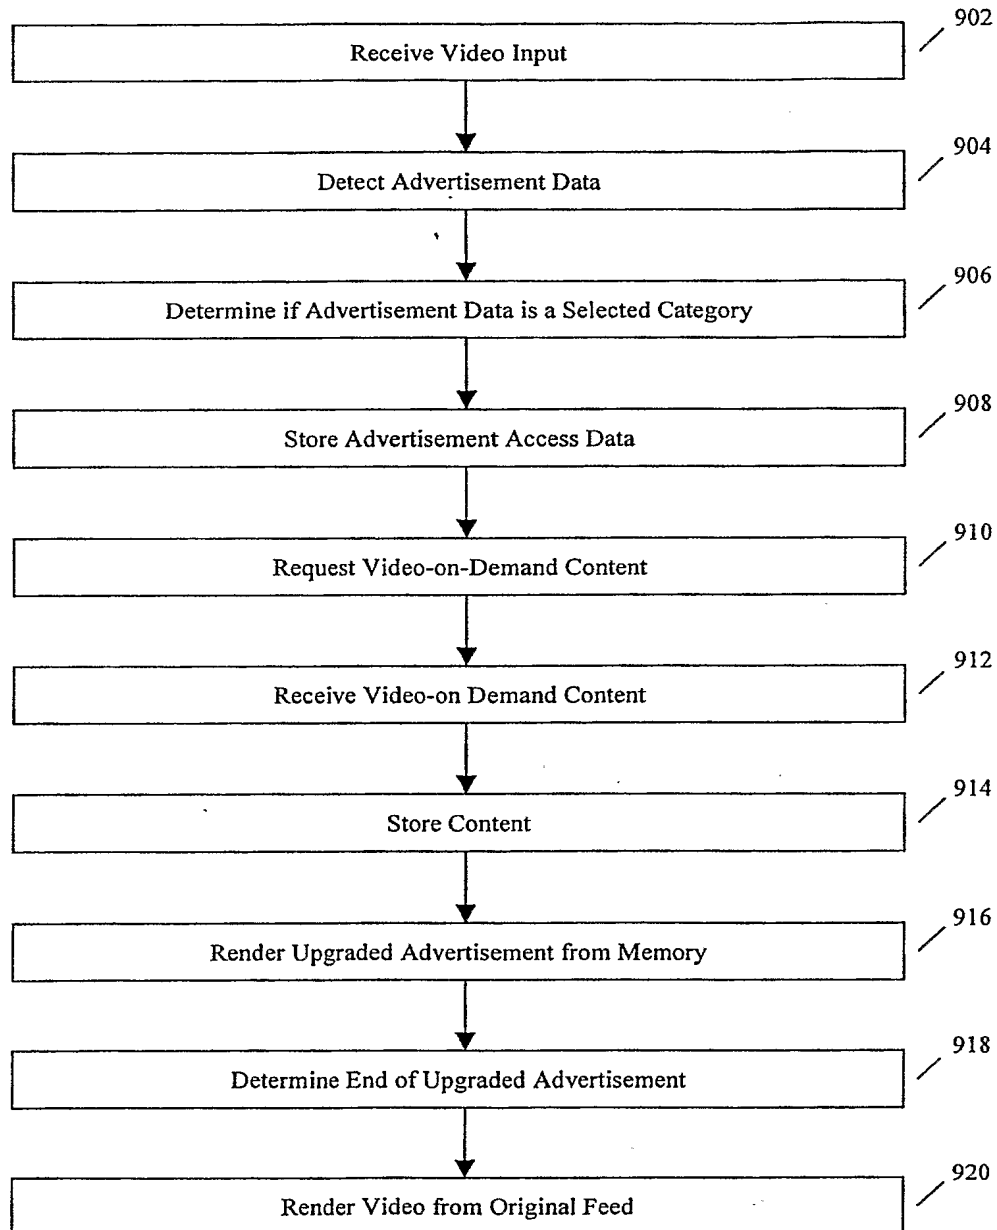 902
Receive Video Input
904
Detect Advertisement Data
906
Determine if Advertisement Data is a Selected Category
908
Store Advertisement Access Data
910
Request Video-on-Demand Content
912
Receive Video-on Demand Content
914
Store Content
916
Render Upgraded Advertisement from Memory
918
Determine End of Upgraded Advertisement
920
Render Video from Original Feed